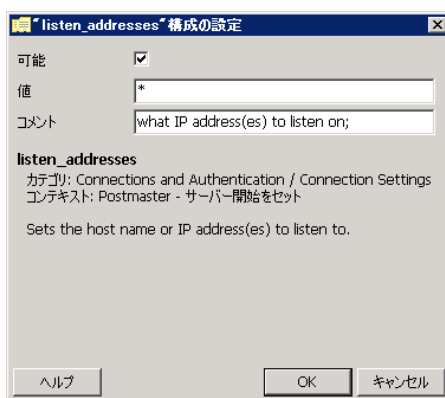 "listen_addresses"構成の設定
可能
値 *
コメント what IP address(es) to listen on;
listen_addresses
カテゴリ: Connections and Authentication / Connection Settings
コンテキスト: Postmaster - サーバー開始をセット
Sets the host name or IP address(es) to listen to.
ヘルプ OK キャンセル